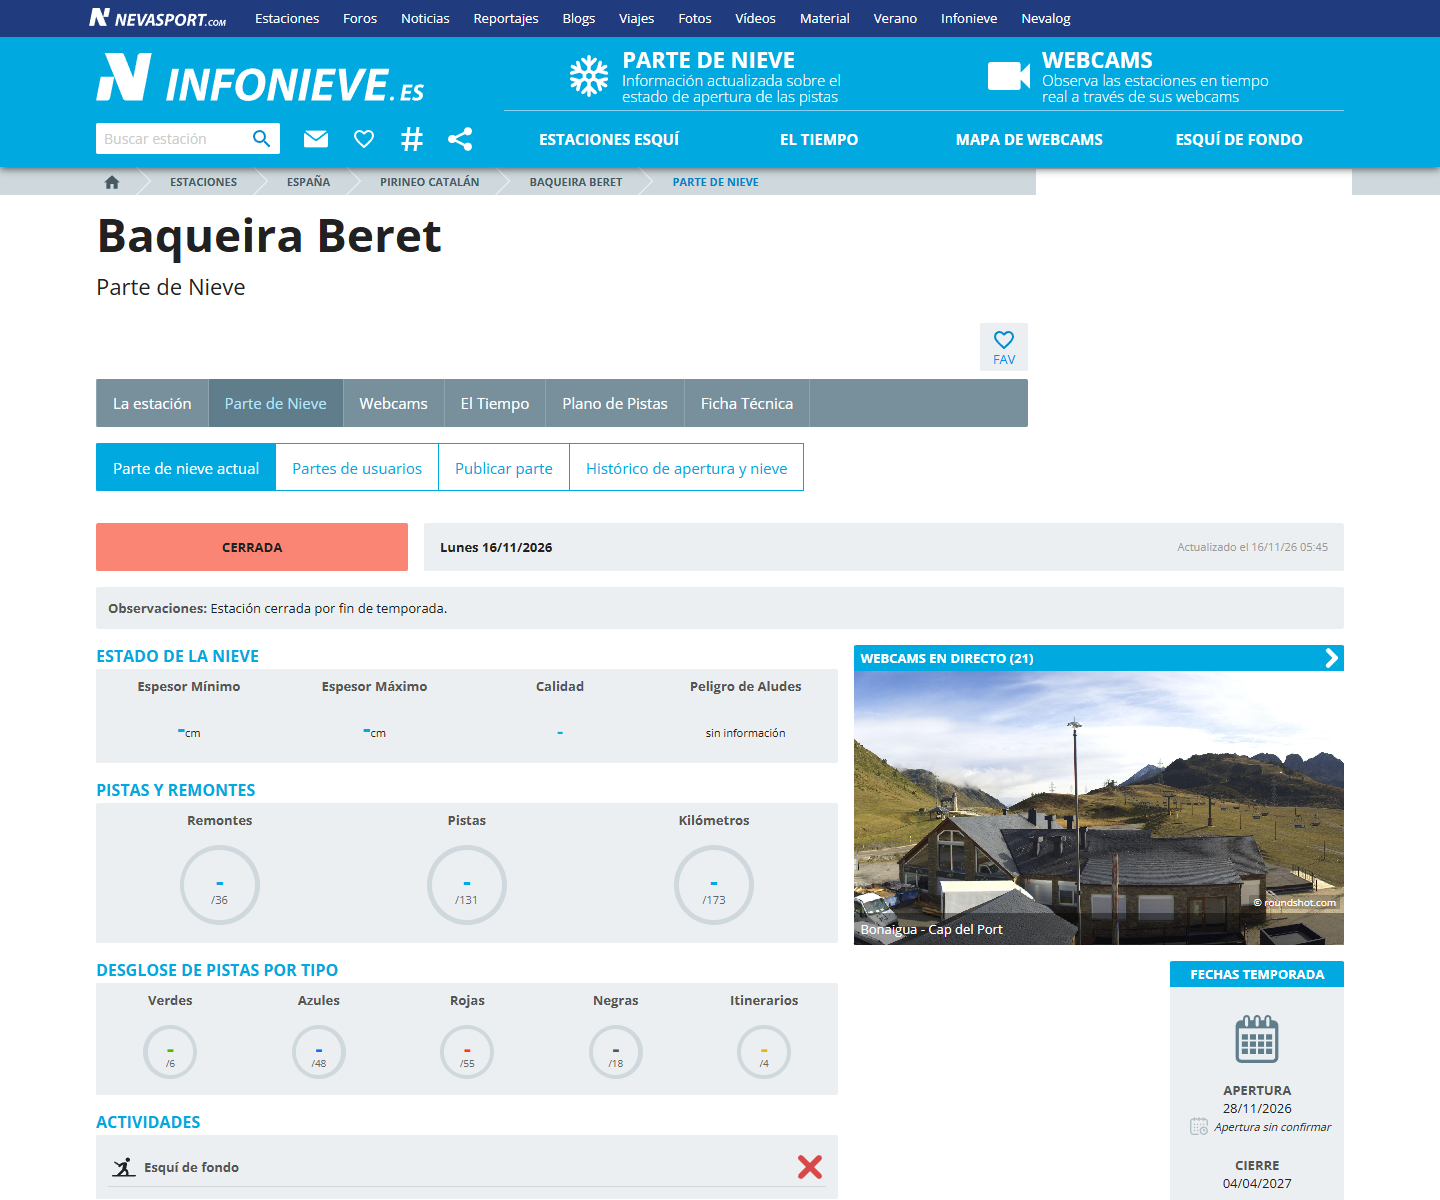 NEVASPORT.COM
Estaciones Foros Noticias Reportajes Blogs Viajes Fotos Vídeos Material Verano Infonieve Nevalog
INFONIEVE.ES
PARTE DE NIEVE
Información actualizada sobre el
estado de apertura de las pistas
WEBCAMS
Observa las estaciones en tiempo
real a través de sus webcams
Buscar estación
ESTACIONES ESQUÍ EL TIEMPO MAPA DE WEBCAMS ESQUÍ DE FONDO
ESTACIONES ESPAÑA PIRINEO CATALÁN BAQUEIRA BERET PARTE DE NIEVE
Baqueira Beret
Parte de Nieve
FAV
La estación Parte de Nieve Webcams El Tiempo Plano de Pistas Ficha Técnica
Parte de nieve actual Partes de usuarios Publicar parte Histórico de apertura y nieve
CERRADA
Lunes 16/11/2026
Actualizado el 16/11/26 05:45
Observaciones: Estación cerrada por fin de temporada.
ESTADO DE LA NIEVE
Espesor Mínimo Espesor Máximo Calidad Peligro de Aludes
-cm -cm - sin información
PISTAS Y REMONTES
Remontes Pistas Kilómetros
- - -
/36 /131 /173
DESGLOSE DE PISTAS POR TIPO
Verdes Azules Rojas Negras Itinerarios
- - - - -
/6 /48 /55 /18 /4
ACTIVIDADES
Esquí de fondo
WEBCAMS EN DIRECTO (21)
© roundshot.com
Bonaigua - Cap del Port
FECHAS TEMPORADA
APERTURA
28/11/2026
Apertura sin confirmar
CIERRE
04/04/2027